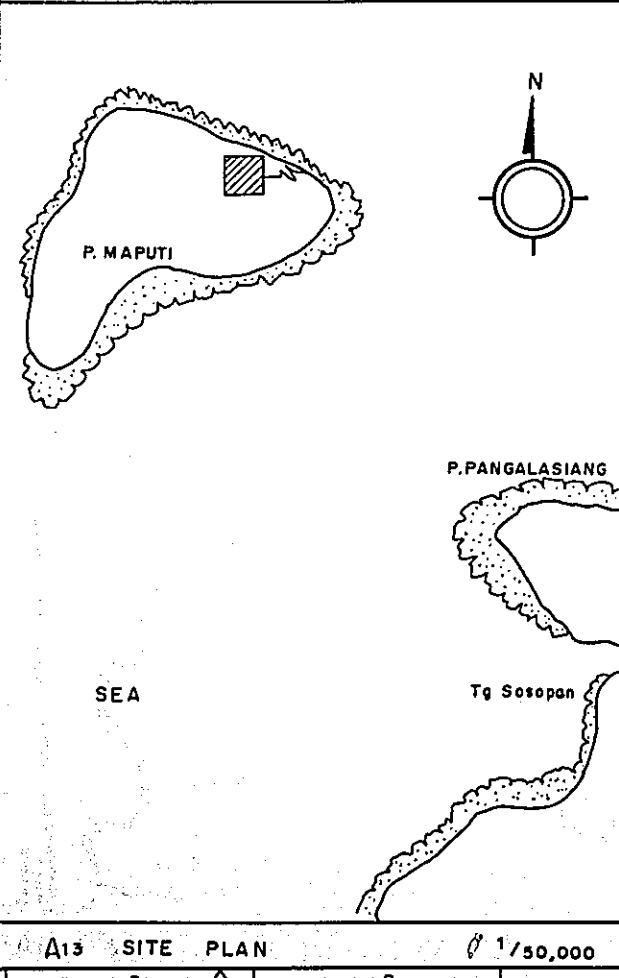 N
P. MAPUTI
P. PANGALASIANG
SEA
Tg Sosopan
A13 SITE PLAN 1/50,000